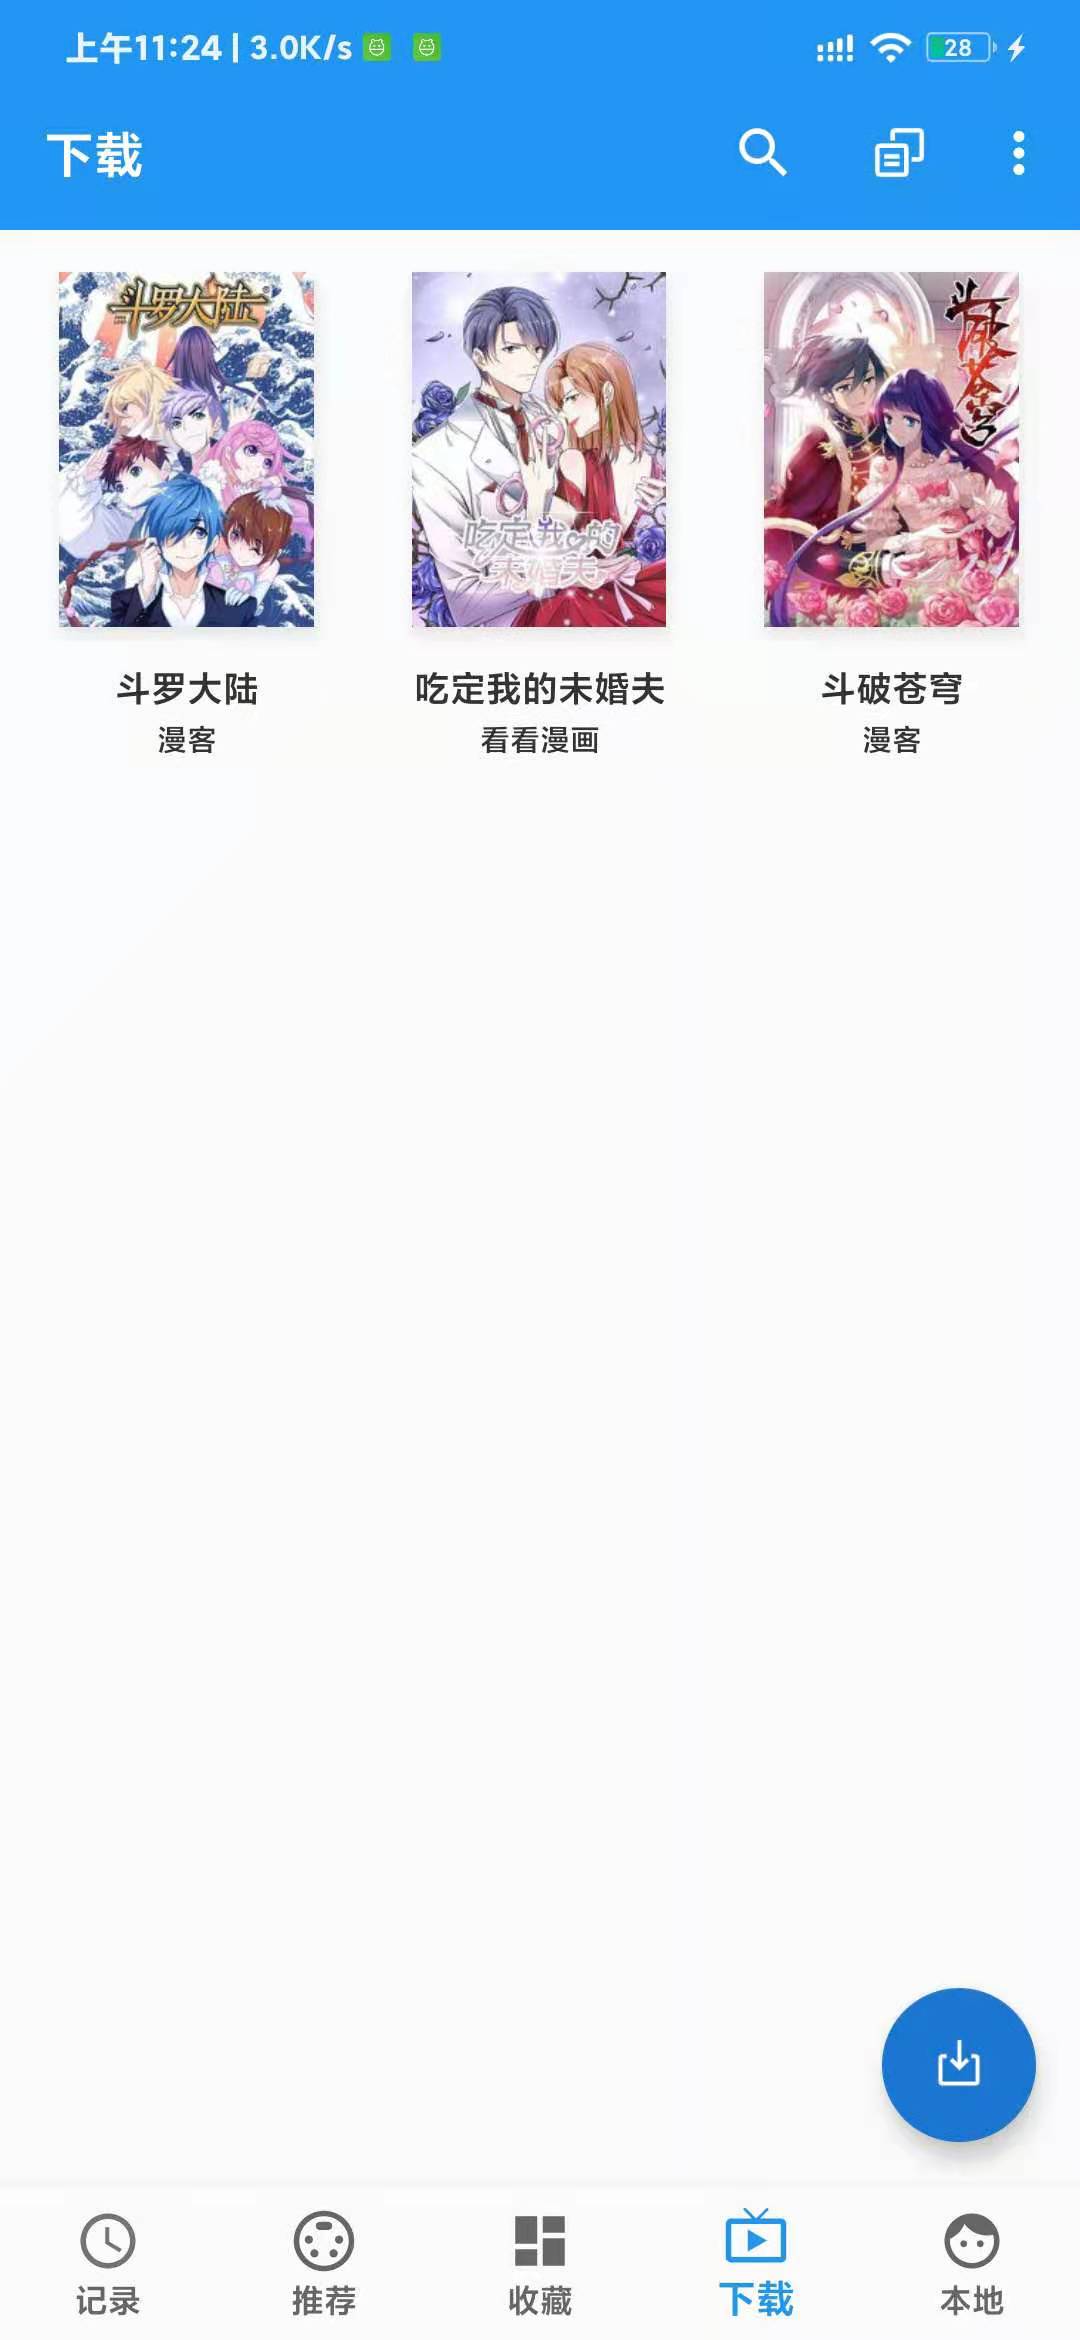 上午11:24 | 3.0K/s
28
下载
斗罗大陆
吃定我的
未婚夫
斗破苍穹
斗罗大陆
吃定我的未婚夫
斗破苍穹
漫客
看看漫画
漫客
记录
推荐
收藏
下载
本地